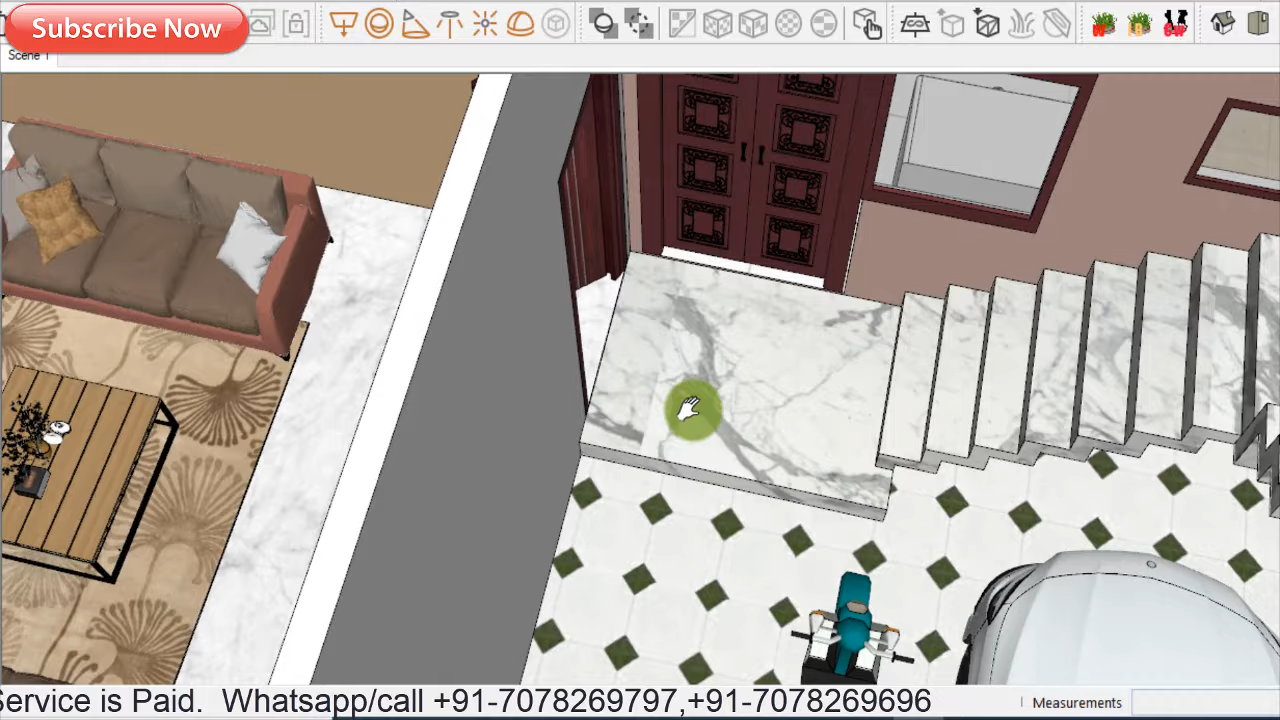 Subscribe Now
Scene 1
Service is Paid. Whatsapp/call +91-7078269797,+91-7078269696
Measurements